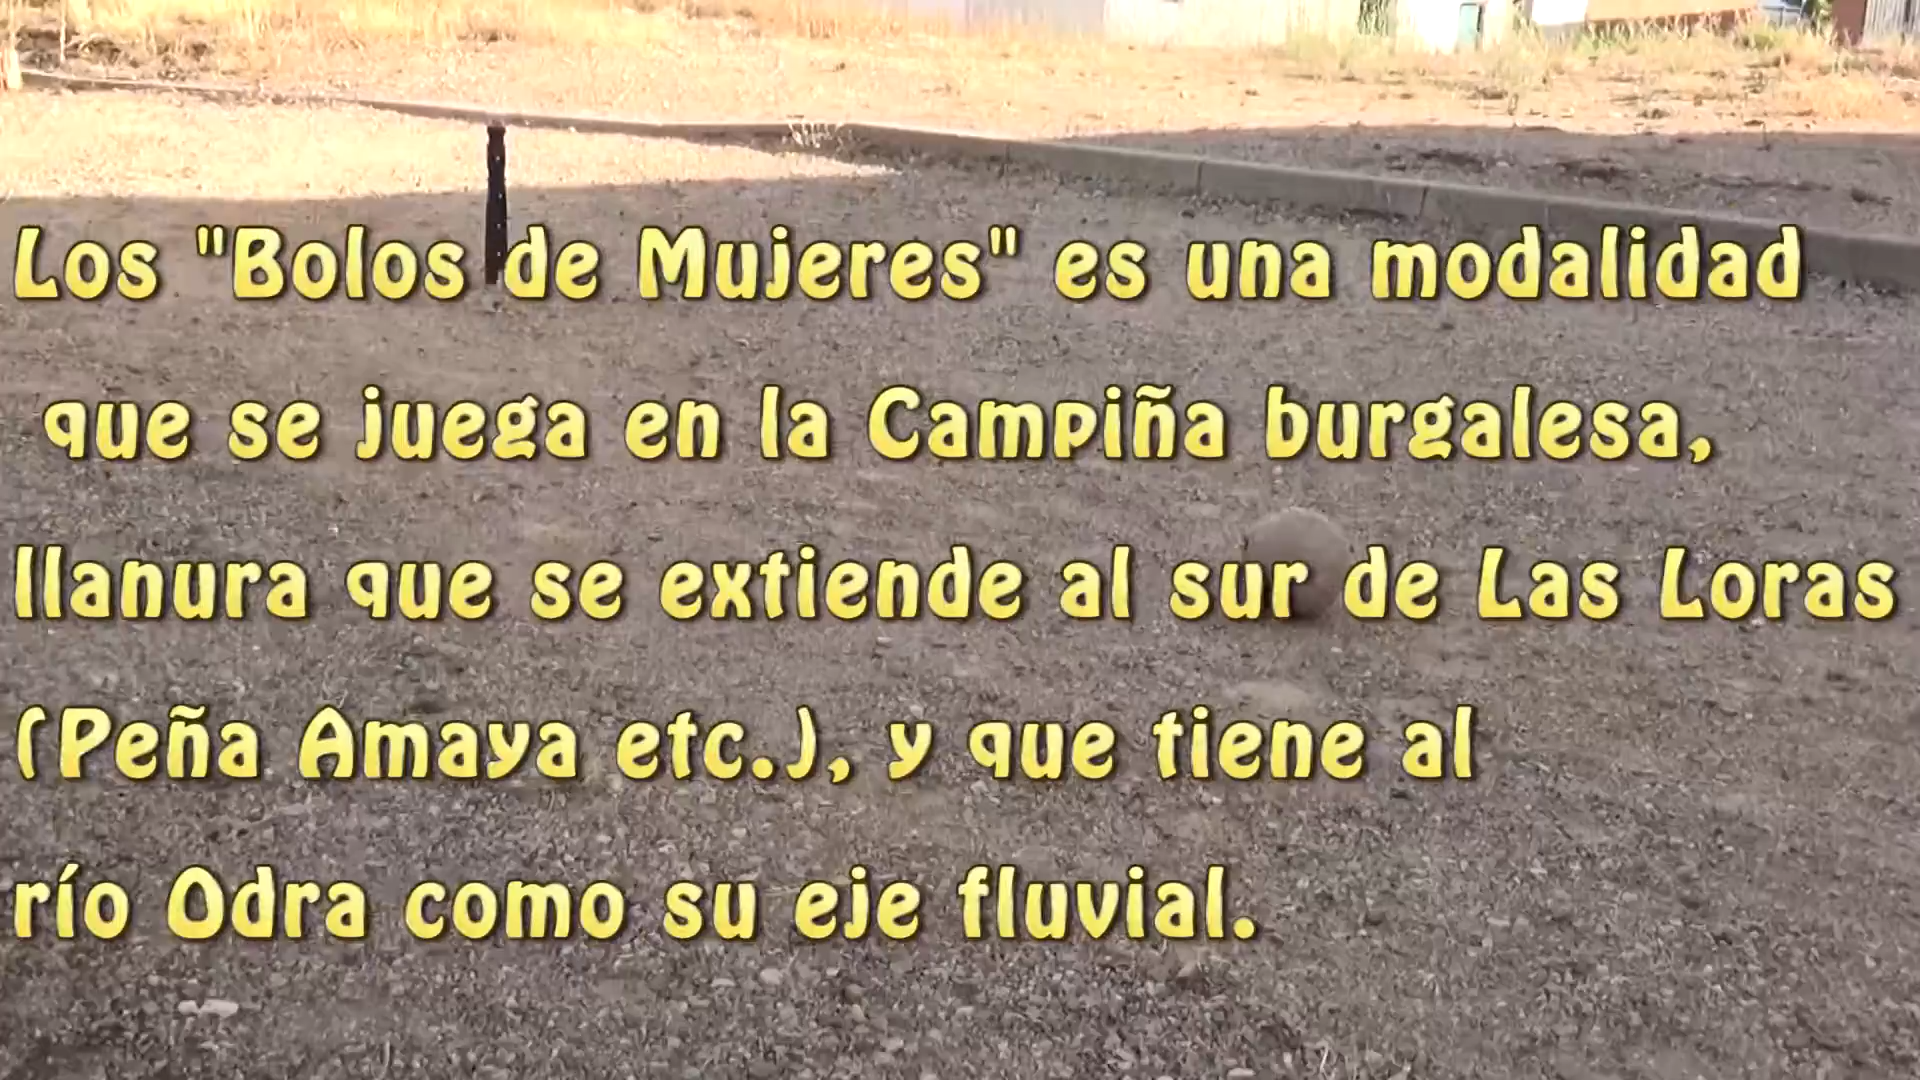 Los "Bolos de Mujeres" es una modalidad
que se juega en la Campiña burgalesa,
llanura que se extiende al sur de Las Loras
(Peña Amaya etc.), y que tiene al
río Odra como su eje fluvial.